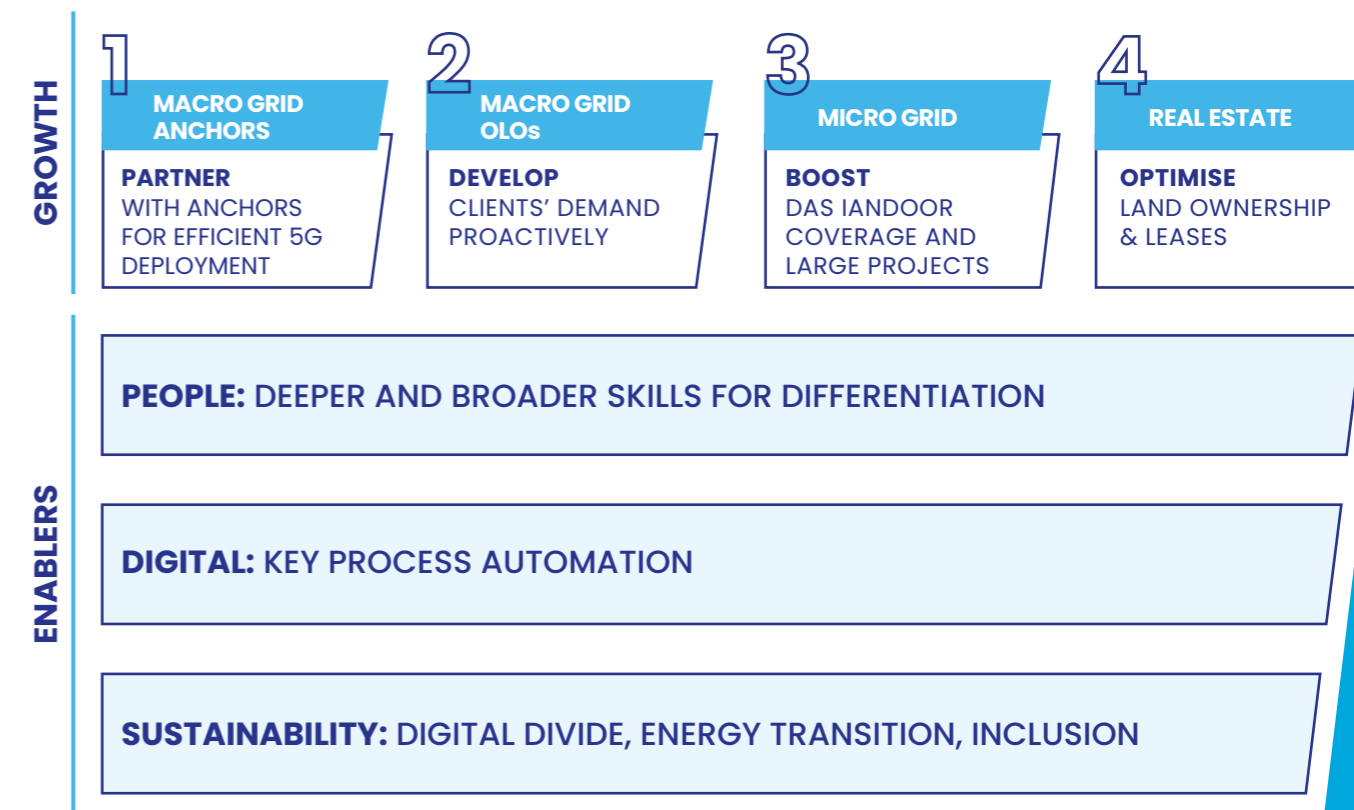 GROWTH
1
MACRO GRID
ANCHORS
PARTNER
WITH ANCHORS
FOR EFFICIENT 5G
DEPLOYMENT
2
MACRO GRID
OLOs
DEVELOP
CLIENTS’ DEMAND
PROACTIVELY
3
MICRO GRID
BOOST
DAS IANDOOR
COVERAGE AND
LARGE PROJECTS
4
REAL ESTATE
OPTIMISE
LAND OWNERSHIP
& LEASES
ENABLERS
PEOPLE: DEEPER AND BROADER SKILLS FOR DIFFERENTIATION
DIGITAL: KEY PROCESS AUTOMATION
SUSTAINABILITY: DIGITAL DIVIDE, ENERGY TRANSITION, INCLUSION